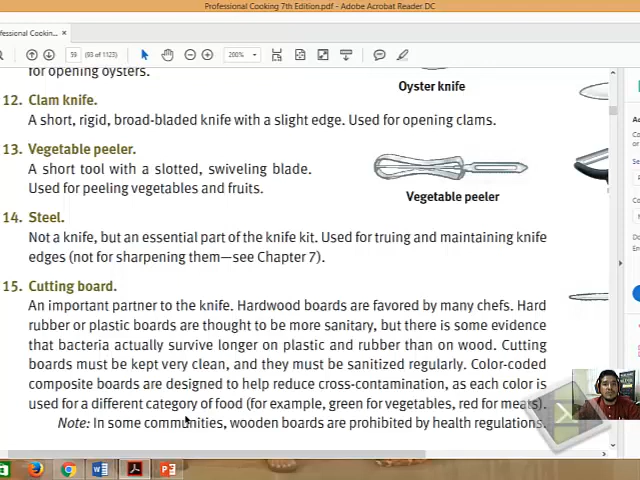 Professional Cooking 7th Edition.pdf - Adobe Acrobat Reader DC
onal Cookin... ×
59 (93 of 1123) 200%
for opening oysters.
Oyster knife
12. Clam knife.
A short, rigid, broad-bladed knife with a slight edge. Used for opening clams.
13. Vegetable peeler.
A short tool with a slotted, swiveling blade.
Used for peeling vegetables and fruits.
Vegetable peeler
14. Steel.
Not a knife, but an essential part of the knife kit. Used for truing and maintaining knife
edges (not for sharpening them—see Chapter 7).
15. Cutting board.
An important partner to the knife. Hardwood boards are favored by many chefs. Hard
rubber or plastic boards are thought to be more sanitary, but there is some evidence
that bacteria actually survive longer on plastic and rubber than on wood. Cutting
boards must be kept very clean, and they must be sanitized regularly. Color-coded
composite boards are designed to help reduce cross-contamination, as each color is
used for a different category of food (for example, green for vegetables, red for meats).
Note: In some communities, wooden boards are prohibited by health regulations.